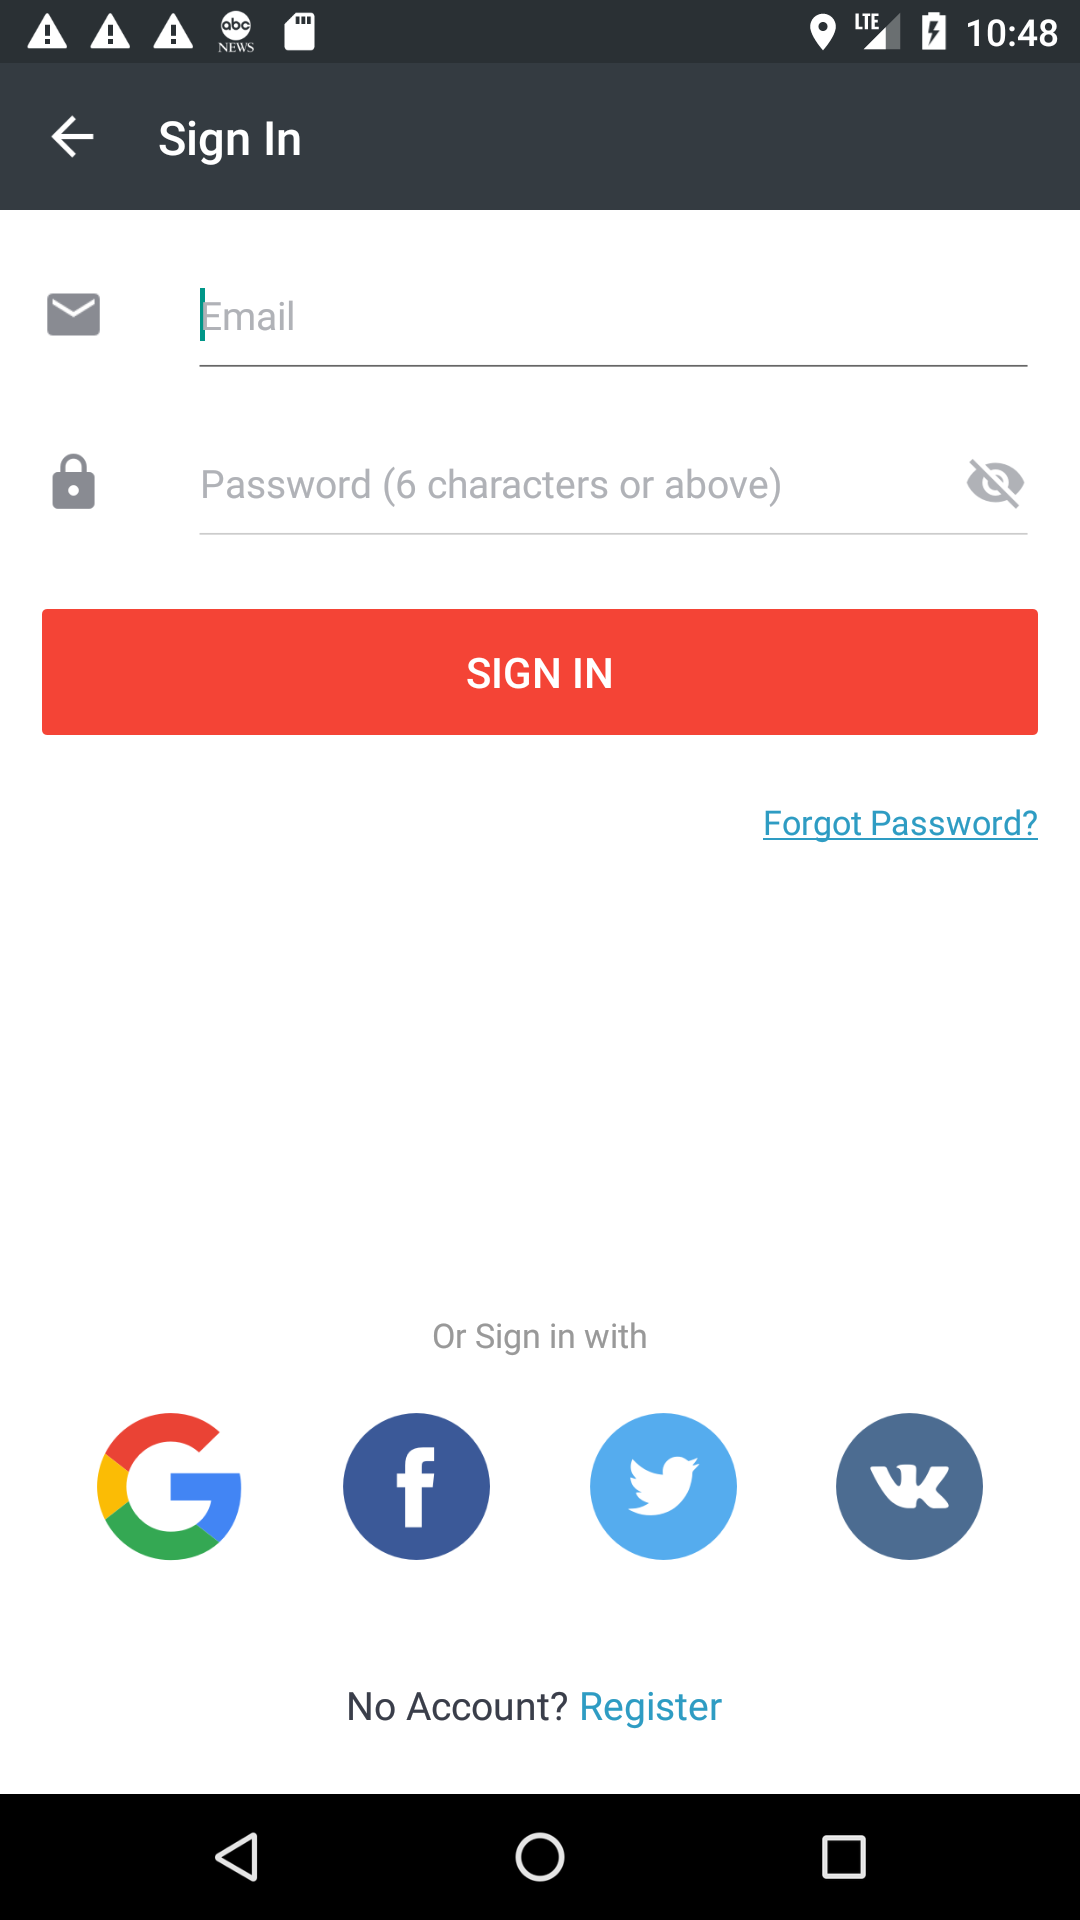 abc NEWS LTE 10:48
Sign In
Email
Password (6 characters or above)
SIGN IN
Forgot Password?
Or Sign in with
No Account? Register